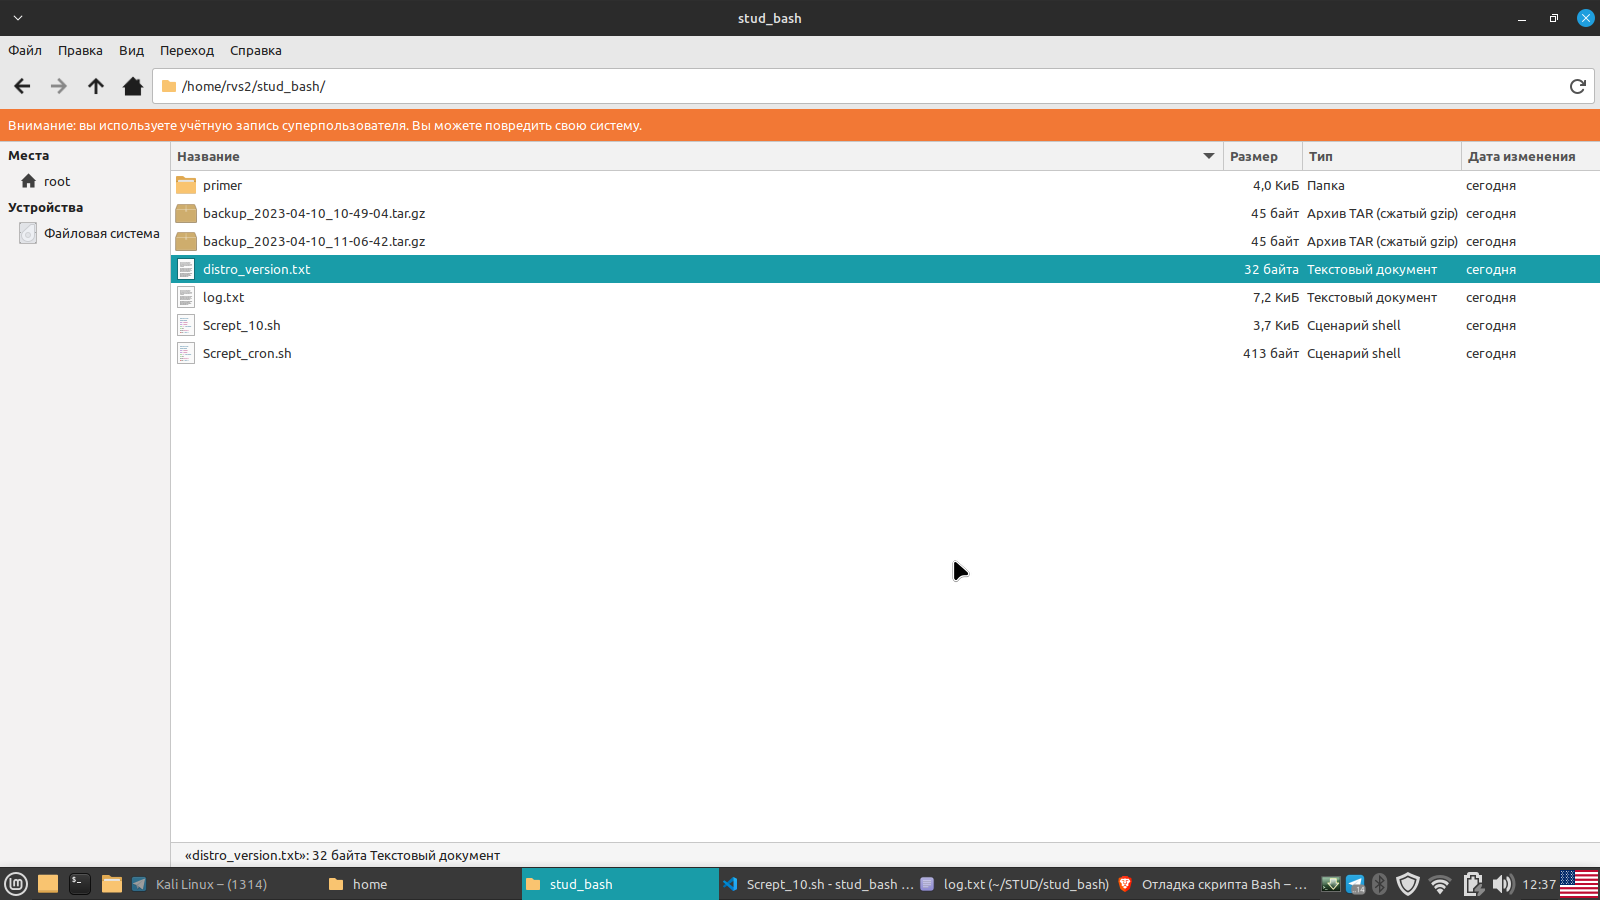 stud_bash
Файл Правка Вид Переход Справка
/home/rvs2/stud_bash/
Внимание: вы используете учётную запись суперпользователя. Вы можете повредить свою систему.
Места
root
Устройства
Файловая система
Название Размер Тип Дата изменения
primer 4,0 КиБ Папка сегодня
backup_2023-04-10_10-49-04.tar.gz 45 байт Архив TAR (сжатый gzip) сегодня
backup_2023-04-10_11-06-42.tar.gz 45 байт Архив TAR (сжатый gzip) сегодня
distro_version.txt 32 байта Текстовый документ сегодня
log.txt 7,2 КиБ Текстовый документ сегодня
Scrept_10.sh 3,7 КиБ Сценарий shell сегодня
Scrept_cron.sh 413 байт Сценарий shell сегодня
«distro_version.txt»: 32 байта Текстовый документ
Kali Linux – (1314) home stud_bash Scrept_10.sh - stud_bash ... log.txt (~/STUD/stud_bash) Отладка скрипта Bash – ... 12:37